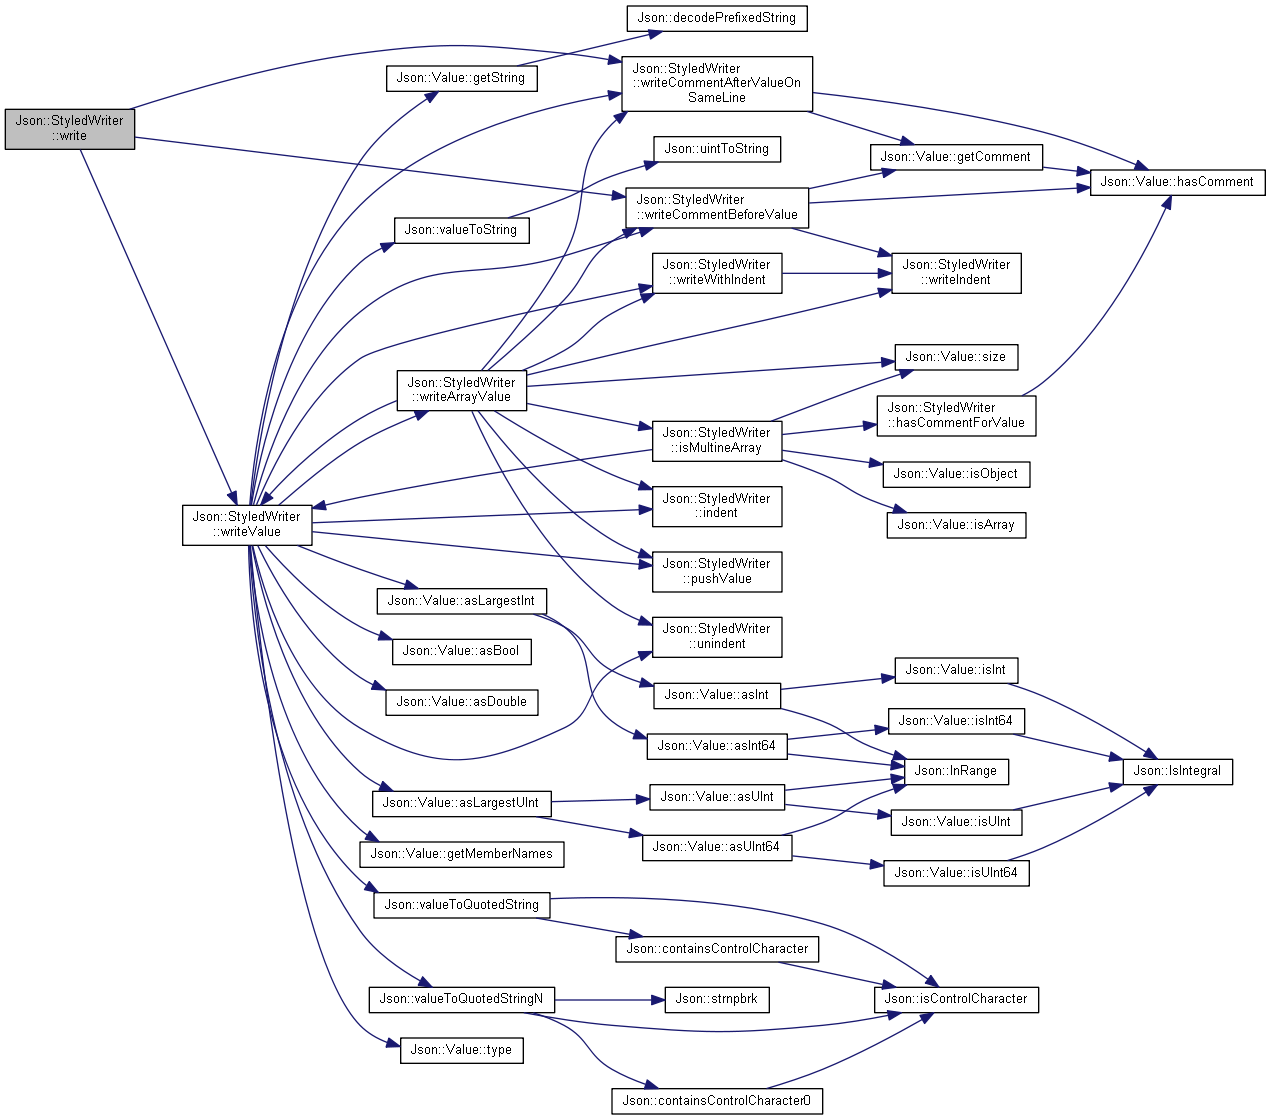 Json::decodePrefixedString
Json::Value::getString
Json::StyledWriter
::writeCommentAfterValueOn
SameLine
Json::StyledWriter
::write
Json::uintToString
Json::Value::getComment
Json::Value::hasComment
Json::StyledWriter
::writeCommentBeforeValue
Json::valueToString
Json::StyledWriter
::writeWithIndent
Json::StyledWriter
::writeIndent
Json::Value::size
Json::StyledWriter
::writeArrayValue
Json::StyledWriter
::hasCommentForValue
Json::StyledWriter
::isMultineArray
Json::Value::isObject
Json::StyledWriter
::indent
Json::Value::isArray
Json::StyledWriter
::writeValue
Json::StyledWriter
::pushValue
Json::Value::asLargestInt
Json::StyledWriter
::unindent
Json::Value::asBool
Json::Value::isInt
Json::Value::asDouble
Json::Value::asInt
Json::Value::isInt64
Json::Value::asInt64
Json::InRange
Json::IsIntegral
Json::Value::asUInt
Json::Value::asLargestUInt
Json::Value::isUInt
Json::Value::asUInt64
Json::Value::getMemberNames
Json::Value::isUInt64
Json::valueToQuotedString
Json::containsControlCharacter
Json::valueToQuotedStringN
Json::strnpbrk
Json::isControlCharacter
Json::Value::type
Json::containsControlCharacter0